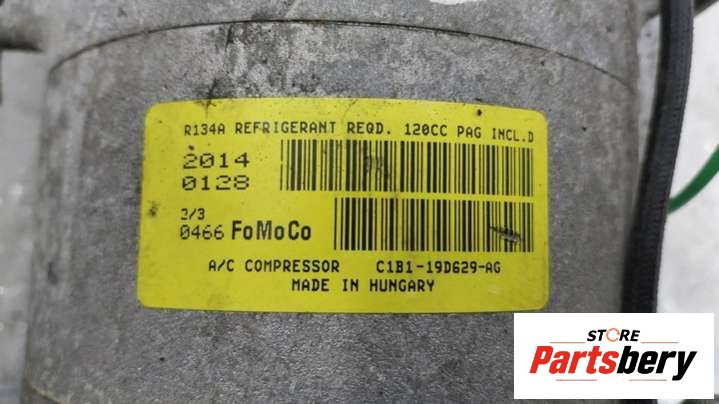 R134A REFRIGERANT REQD. 120CC PAG INCL.D
2014
0128
2/3
0466 FoMoCo
A/C COMPRESSOR C1B1-19D629-AG
MADE IN HUNGARY
STORE
Partsbery